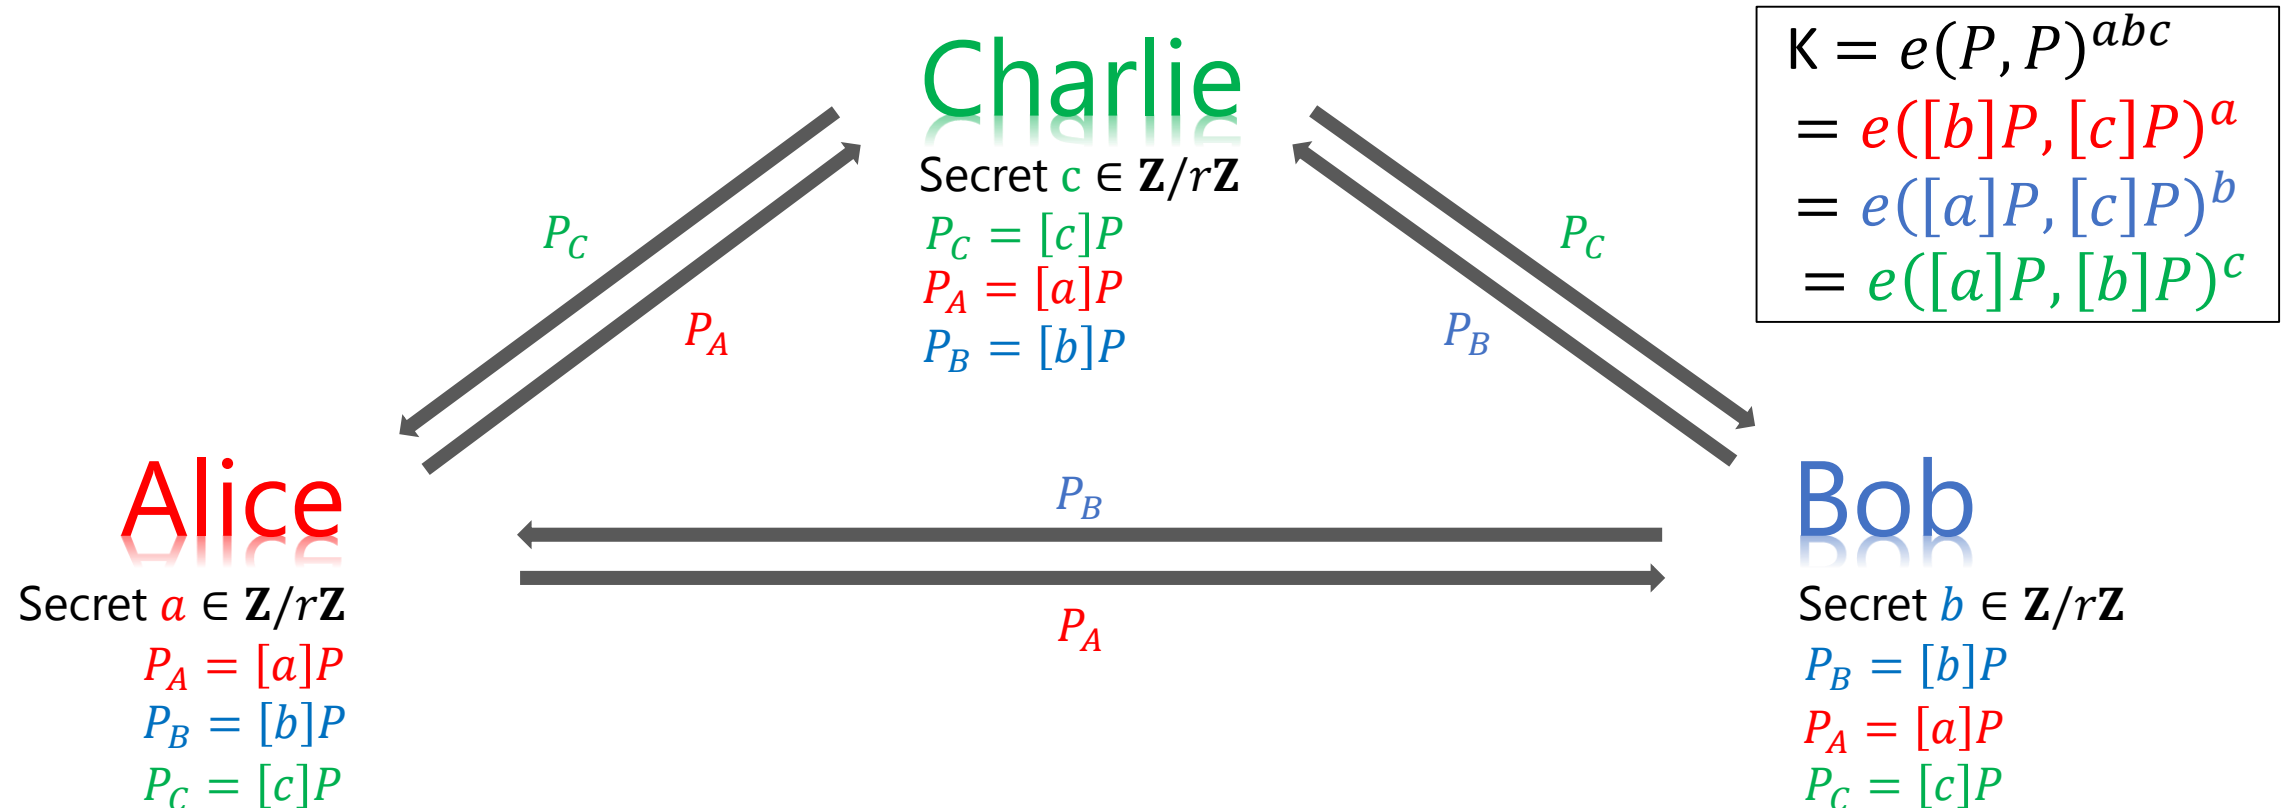 Charlie
Secret c ∈ 𝐙/r𝐙
P_C = [c]P
P_A = [a]P
P_B = [b]P
K = e(P, P)^{abc}
= e([b]P, [c]P)^a
= e([a]P, [c]P)^b
= e([a]P, [b]P)^c
P_C
P_A
P_C
P_B
Alice
Secret a ∈ 𝐙/r𝐙
P_A = [a]P
P_B = [b]P
P_C = [c]P
P_B
P_A
Bob
Secret b ∈ 𝐙/r𝐙
P_B = [b]P
P_A = [a]P
P_C = [c]P